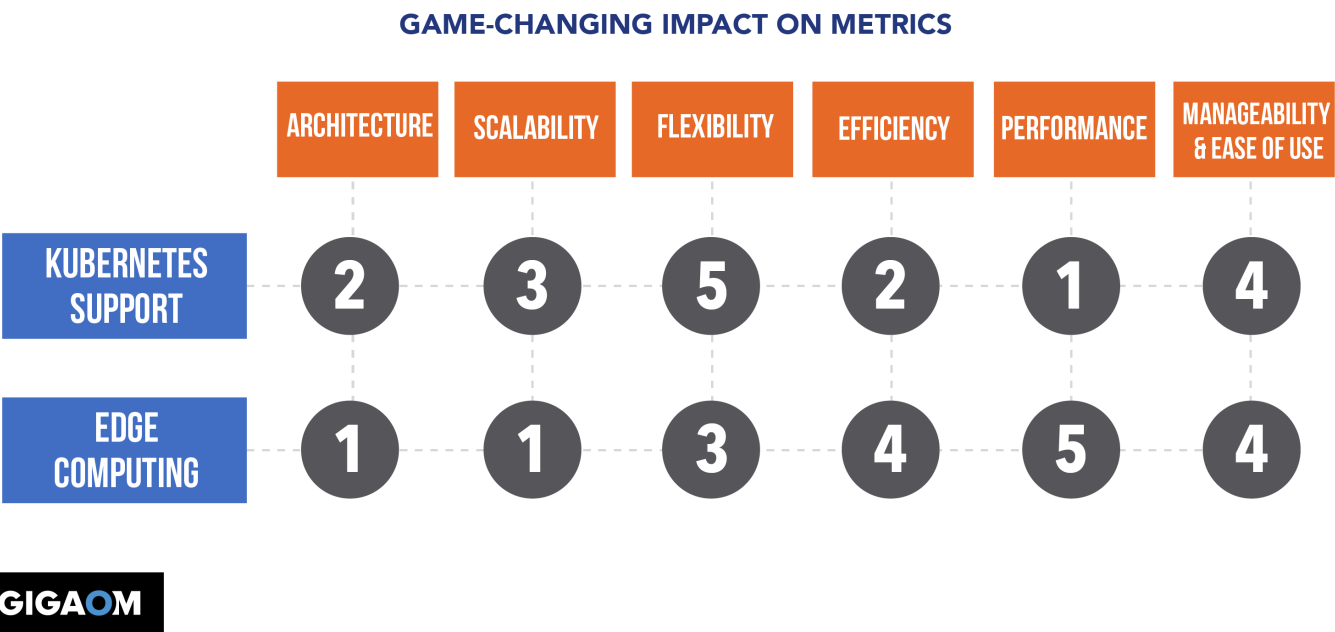 GAME-CHANGING IMPACT ON METRICS
ARCHITECTURE
SCALABILITY
FLEXIBILITY
EFFICIENCY
PERFORMANCE
MANAGEABILITY
& EASE OF USE
KUBERNETES
SUPPORT
2 3 5 2 1 4
EDGE
COMPUTING
1 1 3 4 5 4
GIGAOM